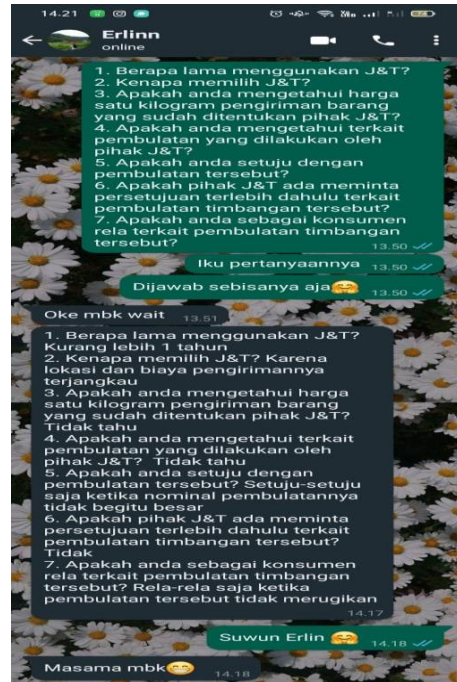 14.21
Erlinn
online
1. Berapa lama menggunakan J&T?
2. Kenapa memilih J&T?
3. Apakah anda mengetahui harga
satu kilogram pengiriman barang
yang sudah ditentukan pihak J&T?
4. Apakah anda mengetahui terkait
pembulatan yang dilakukan oleh
pihak J&T?
5. Apakah anda setuju dengan
pembulatan tersebut?
6. Apakah pihak J&T ada meminta
persetujuan terlebih dahulu terkait
pembulatan timbangan tersebut?
7. Apakah anda sebagai konsumen
rela terkait pembulatan timbangan
tersebut?
13.50
Iku pertanyaannya 13.50
Dijawab sebisanya aja 13.50
Oke mbk wait 13.51
1. Berapa lama menggunakan J&T?
Kurang lebih 1 tahun
2. Kenapa memilih J&T? Karena
lokasi dan biaya pengirimannya
terjangkau
3. Apakah anda mengetahui harga
satu kilogram pengiriman barang
yang sudah ditentukan pihak J&T?
Tidak tahu
4. Apakah anda mengetahui terkait
pembulatan yang dilakukan oleh
pihak J&T? Tidak tahu
5. Apakah anda setuju dengan
pembulatan tersebut? Setuju-setuju
saja ketika nominal pembulatannya
tidak begitu besar
6. Apakah pihak J&T ada meminta
persetujuan terlebih dahulu terkait
pembulatan timbangan tersebut?
Tidak
7. Apakah anda sebagai konsumen
rela terkait pembulatan timbangan
tersebut? Rela-rela saja ketika
pembulatan tersebut tidak merugikan
14.17
Suwun Erlin 14.18
Masama mbk 14.18